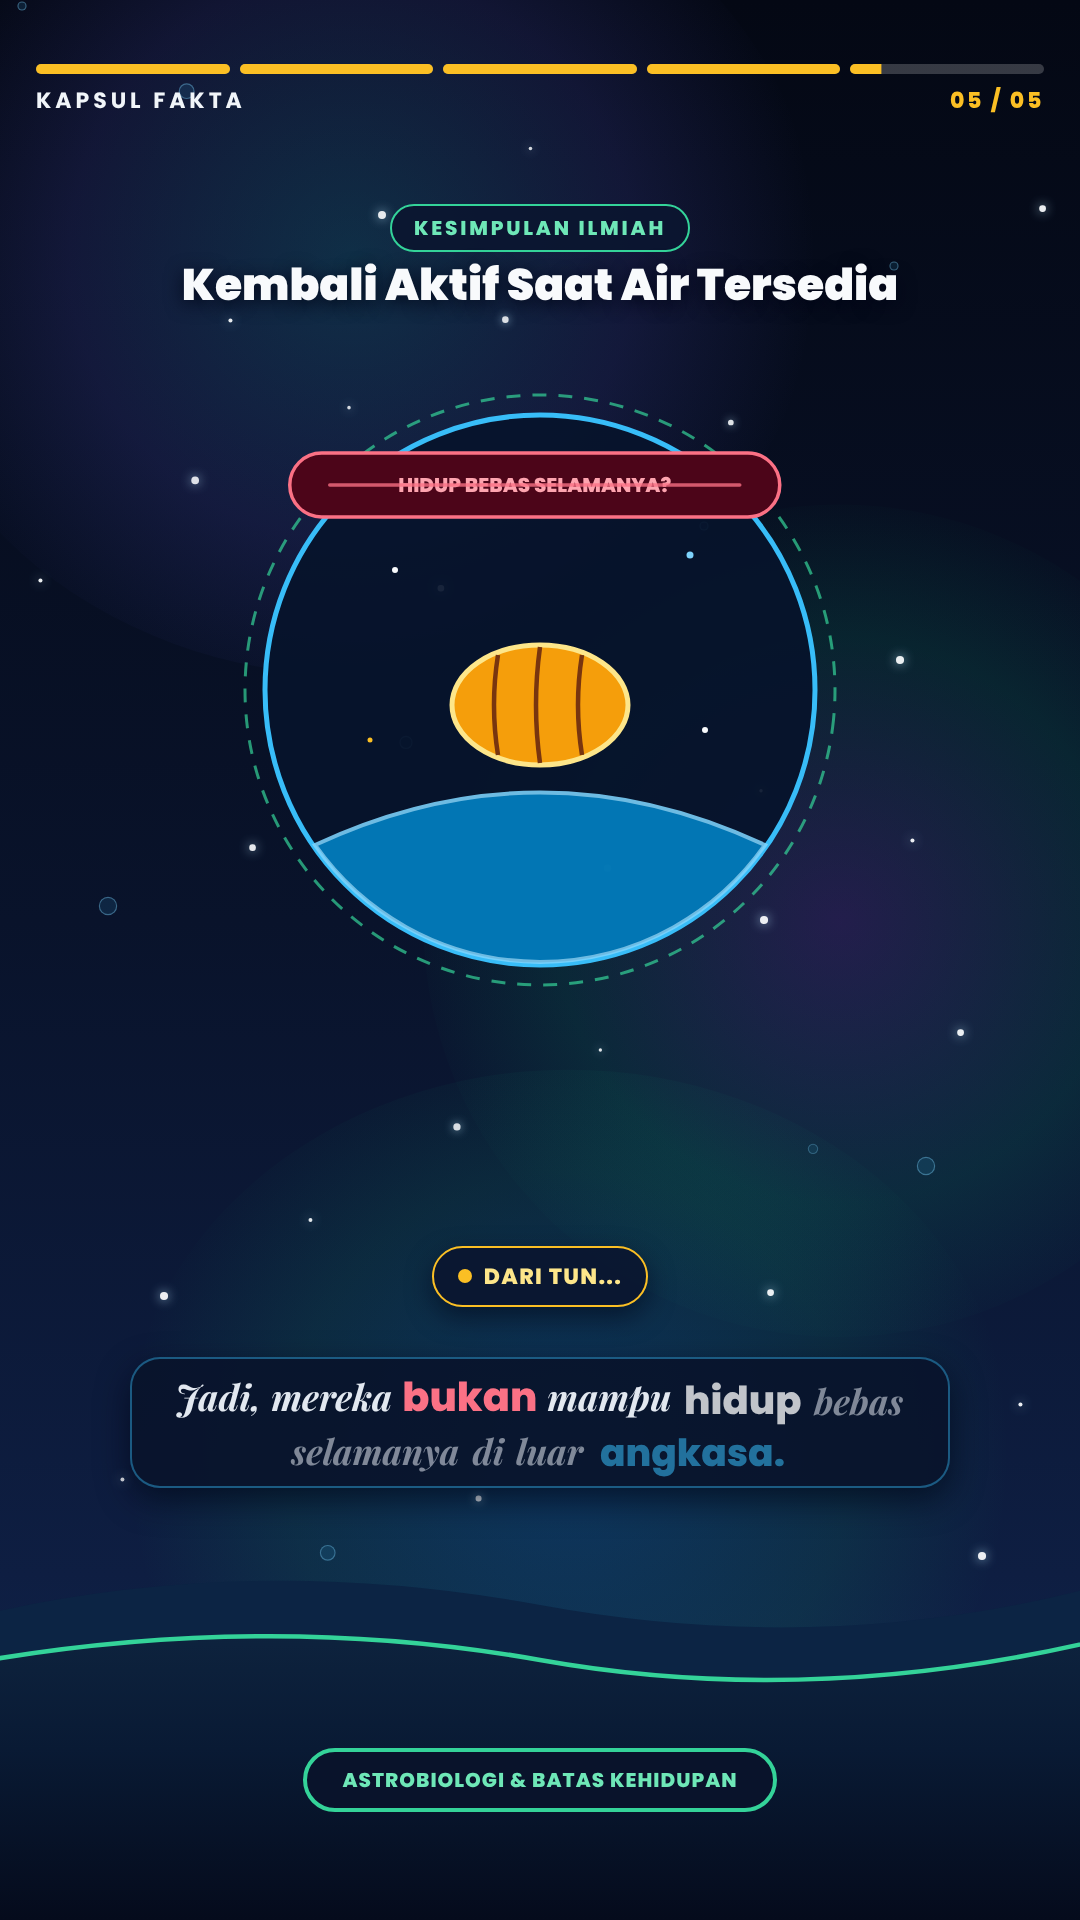 KAPSUL FAKTA
05 / 05
KESIMPULAN ILMIAH
Kembali Aktif Saat Air Tersedia
HIDUP BEBAS SELAMANYA?
DARI TUN...
Jadi, mereka bukan mampu hidup bebas
selamanya di luar angkasa.
ASTROBIOLOGI & BATAS KEHIDUPAN